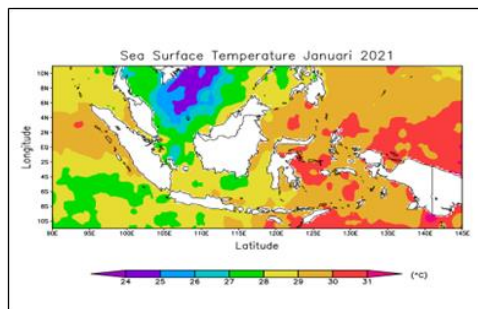 Sea Surface Temperature Januari 2021
10N
8N
6N
4N
2N
EQ
2S
4S
6S
8S
10S
Longitude
90E 95E 100E 105E 110E 115E 120E 125E 130E 135E 140E 145E
Latitude
24 25 26 27 28 29 30 31 (°C)